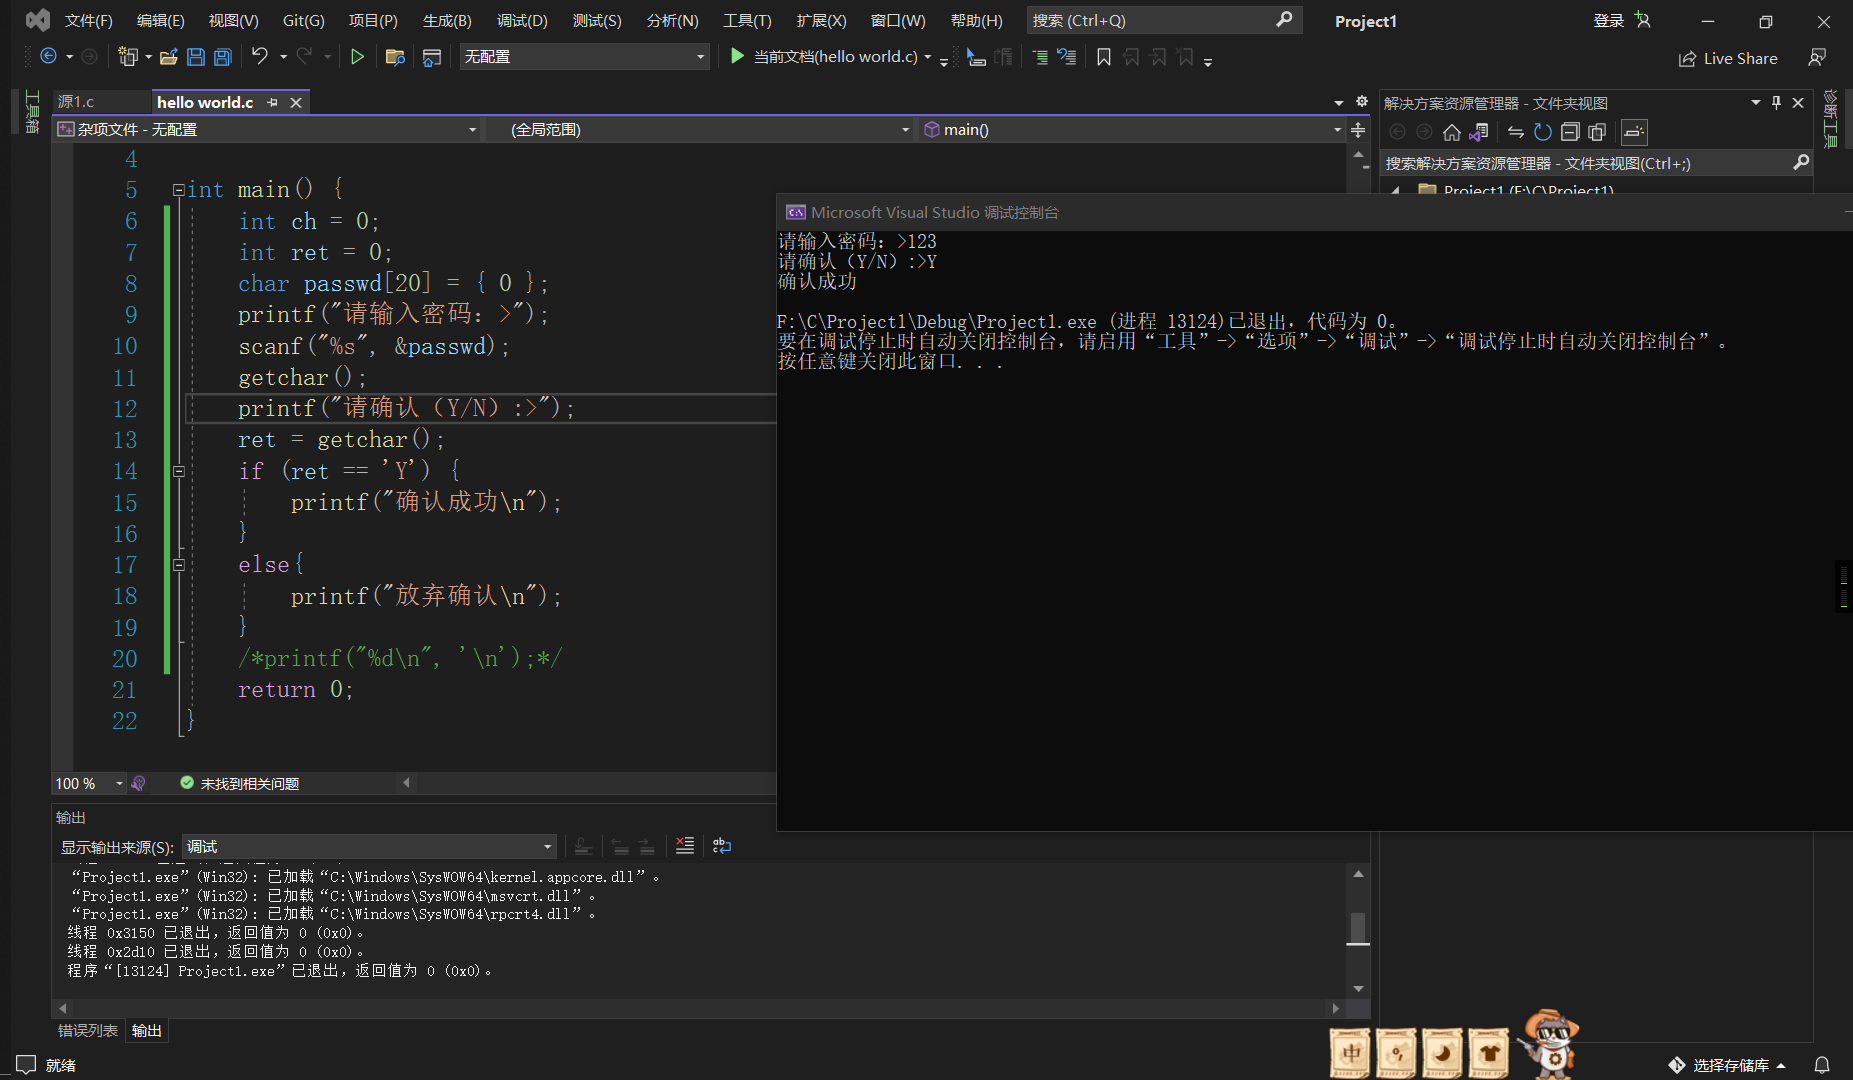 文件(F) 编辑(E) 视图(V) Git(G) 项目(P) 生成(B) 调试(D) 测试(S) 分析(N) 工具(T) 扩展(X) 窗口(W) 帮助(H) 搜索 (Ctrl+Q) Project1 登录
无配置 当前文档(hello world.c) Live Share
工具箱
源1.c hello world.c
杂项文件 - 无配置 (全局范围) main()
4
5 int main() {
6 int ch = 0;
7 int ret = 0;
8 char passwd[20] = { 0 };
9 printf("请输入密码：>");
10 scanf("%s", &passwd);
11 getchar();
12 printf("请确认（Y/N）:>");
13 ret = getchar();
14 if (ret == 'Y') {
15 printf("确认成功\n");
16 }
17 else{
18 printf("放弃确认\n");
19 }
20 /*printf("%d\n", '\n');*/
21 return 0;
22 }
100 % 未找到相关问题
解决方案资源管理器 - 文件夹视图
搜索解决方案资源管理器 - 文件夹视图(Ctrl+;)
Project1 (F:\C\Project1)
诊断工具
Microsoft Visual Studio 调试控制台
请输入密码：>123
请确认（Y/N）:>Y
确认成功
F:\C\Project1\Debug\Project1.exe (进程 13124)已退出，代码为 0。
要在调试停止时自动关闭控制台，请启用“工具”->“选项”->“调试”->“调试停止时自动关闭控制台”。
按任意键关闭此窗口. . .
输出
显示输出来源(S): 调试
“Project1.exe”(Win32): 已加载“C:\Windows\SysWOW64\kernel.appcore.dll”。
“Project1.exe”(Win32): 已加载“C:\Windows\SysWOW64\msvcrt.dll”。
“Project1.exe”(Win32): 已加载“C:\Windows\SysWOW64\rpcrt4.dll”。
线程 0x3150 已退出，返回值为 0 (0x0)。
线程 0x2d10 已退出，返回值为 0 (0x0)。
程序“[13124] Project1.exe”已退出，返回值为 0 (0x0)。
错误列表 输出
中
就绪 选择存储库